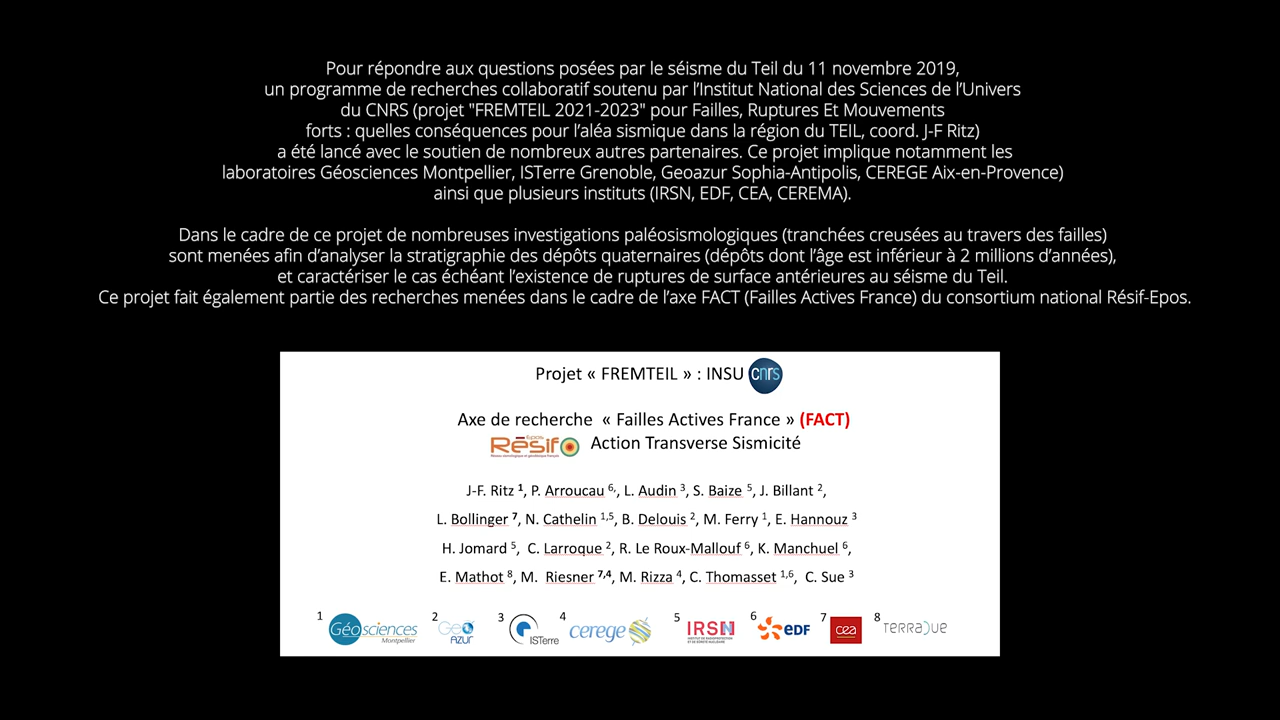 Pour répondre aux questions posées par le séisme du Teil du 11 novembre 2019,
un programme de recherches collaboratif soutenu par l'Institut National des Sciences de l'Univers
du CNRS (projet "FREMTEIL 2021-2023" pour Failles, Ruptures Et Mouvements
forts : quelles conséquences pour l'aléa sismique dans la région du TEIL, coord. J-F Ritz)
a été lancé avec le soutien de nombreux autres partenaires. Ce projet implique notamment les
laboratoires Géosciences Montpellier, ISTerre Grenoble, Geoazur Sophia-Antipolis, CEREGE Aix-en-Provence)
ainsi que plusieurs instituts (IRSN, EDF, CEA, CEREMA).
Dans le cadre de ce projet de nombreuses investigations paléosismologiques (tranchées creusées au travers des failles)
sont menées afin d'analyser la stratigraphie des dépôts quaternaires (dépôts dont l'âge est inférieur à 2 millions d'années),
et caractériser le cas échéant l'existence de ruptures de surface antérieures au séisme du Teil.
Ce projet fait également partie des recherches menées dans le cadre de l'axe FACT (Failles Actives France) du consortium national Résif-Epos.
Projet « FREMTEIL » : INSU cnrs
Axe de recherche « Failles Actives France » (FACT)
Epos
Résif Action Transverse Sismicité
J-F. Ritz 1, P. Arroucau 6,, L. Audin 3, S. Baize 5, J. Billant 2,
L. Bollinger 7, N. Cathelin 1,5, B. Delouis 2, M. Ferry 1, E. Hannouz 3
H. Jomard 5, C. Larroque 2, R. Le Roux-Mallouf 6, K. Manchuel 6,
E. Mathot 8, M. Riesner 7,4, M. Rizza 4, C. Thomasset 1,6, C. Sue 3
1 Géosciences Montpellier 2 GEO AZUR 3 ISTerre 4 cerege 5 IRSN 6 eDF 7 cea 8 TERRAQUE